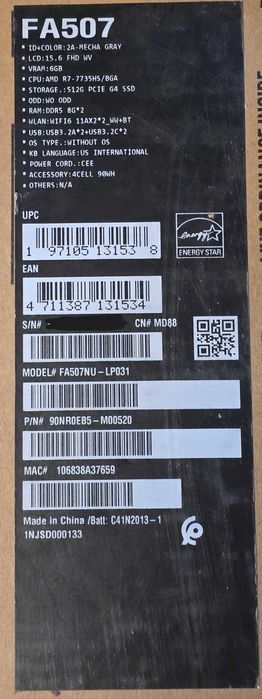 FA507
• ID+COLOR:2A-MECHA GRAY
• LCD:15.6 FHD WV
• VRAM:6GB
• CPU:AMD R7-7735HS/BGA
• STORAGE.:512G PCIE G4 SSD
• ODD:WO ODD
• RAM:DDR5 8G*2
• WLAN:WIFI6 11AX2*2_WW+BT
• USB:USB3.2A*2+USB3.2C*2
• OS TYPE.:WITHOUT OS
• KB LANGUAGE:US INTERNATIONAL
• POWER CORD.:CEE
• ACCESSORY:4CELL 90WH
• OTHERS:N/A
UPC
1 97105 13153 8
energy
ENERGY STAR
EAN
4 711387 131534
S/N# CN# MD88
MODEL# FA507NU-LP031
P/N# 90NR0EB5-M00520
MAC# 106838A37659
Made in China /Batt: C41N2013-1
1NJSD000133